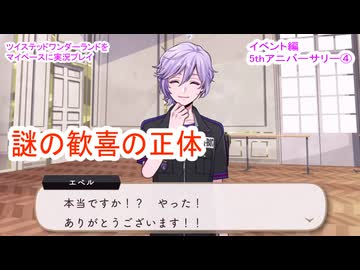 ツイステッドワンダーランドを
マイペースに実況プレイ
イベント編
5thアニバーサリー④
謎の歓喜の正体
エペル
本当ですか！？　やった！
ありがとうございます！！